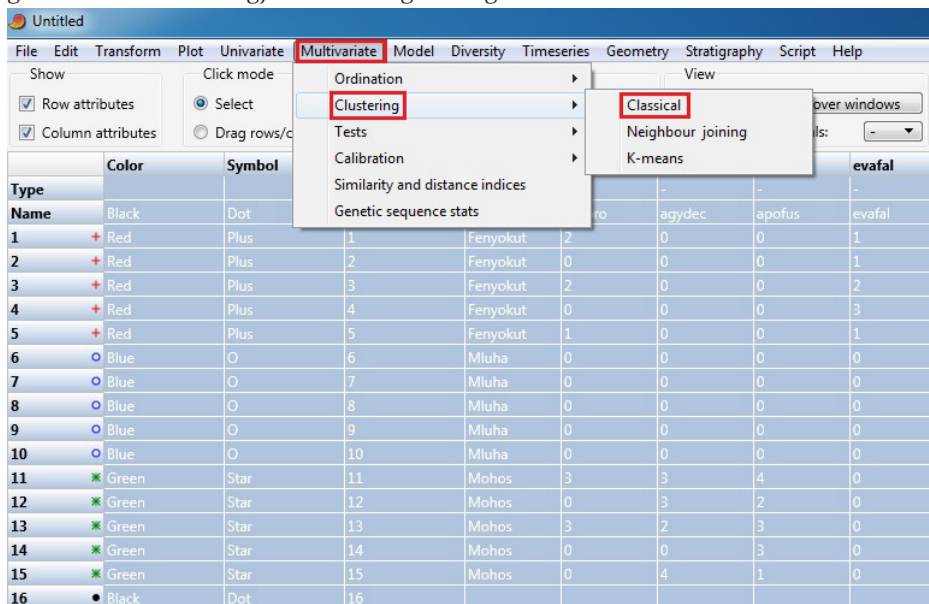 Untitled
File Edit Transform Plot Univariate Multivariate Model Diversity Timeseries Geometry Stratigraphy Script Help
Show Click mode View
Row attributes Select Ordination
Clustering Classical over windows
Column attributes Drag rows/c Tests Neighbour joining -
Calibration K-means
Similarity and distance indices
Genetic sequence stats
Color Symbol evafal
Type - - -
Name Black Dot ro agydec apofus evafal
1 + Red Plus 1 Fenyokut 2 0 0 1
2 + Red Plus 2 Fenyokut 0 0 0 1
3 + Red Plus 3 Fenyokut 2 0 0 2
4 + Red Plus 4 Fenyokut 0 0 0 3
5 + Red Plus 5 Fenyokut 1 0 0 1
6 Blue O 6 Mluha 0 0 0 0
7 Blue O 7 Mluha 0 0 0 0
8 Blue O 8 Mluha 0 0 0 0
9 Blue O 9 Mluha 0 0 0 0
10 Blue O 10 Mluha 0 0 0 0
11 Green Star 11 Mohos 3 3 4 0
12 Green Star 12 Mohos 0 3 2 0
13 Green Star 13 Mohos 3 2 3 0
14 Green Star 14 Mohos 0 0 3 0
15 Green Star 15 Mohos 0 4 1 0
16 Black Dot 16